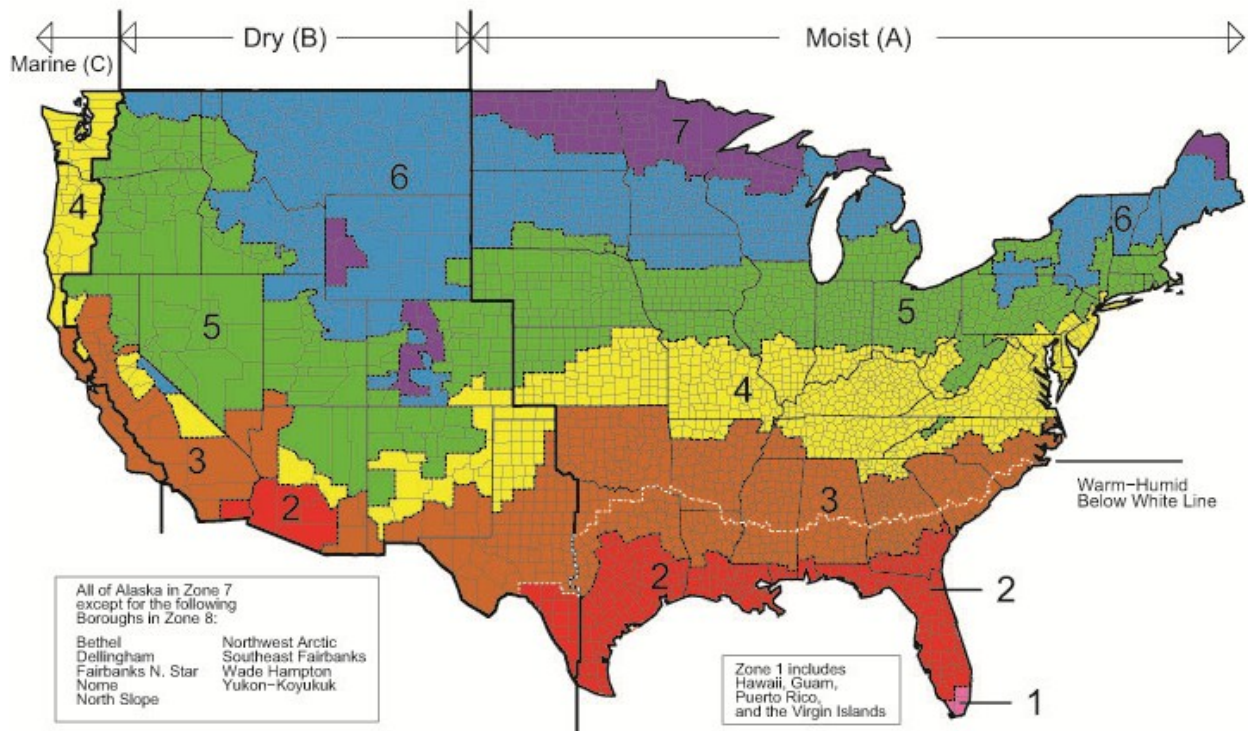 Marine (C)
Dry (B)
Moist (A)
7
6
4
6
5
5
4
3
3
2
2
Warm-Humid
Below White Line
2
1
All of Alaska in Zone 7
except for the following
Boroughs in Zone 8:
Bethel
Dellingham
Fairbanks N. Star
Nome
North Slope
Northwest Arctic
Southeast Fairbanks
Wade Hampton
Yukon-Koyukuk
Zone 1 includes
Hawaii, Guam,
Puerto Rico,
and the Virgin Islands